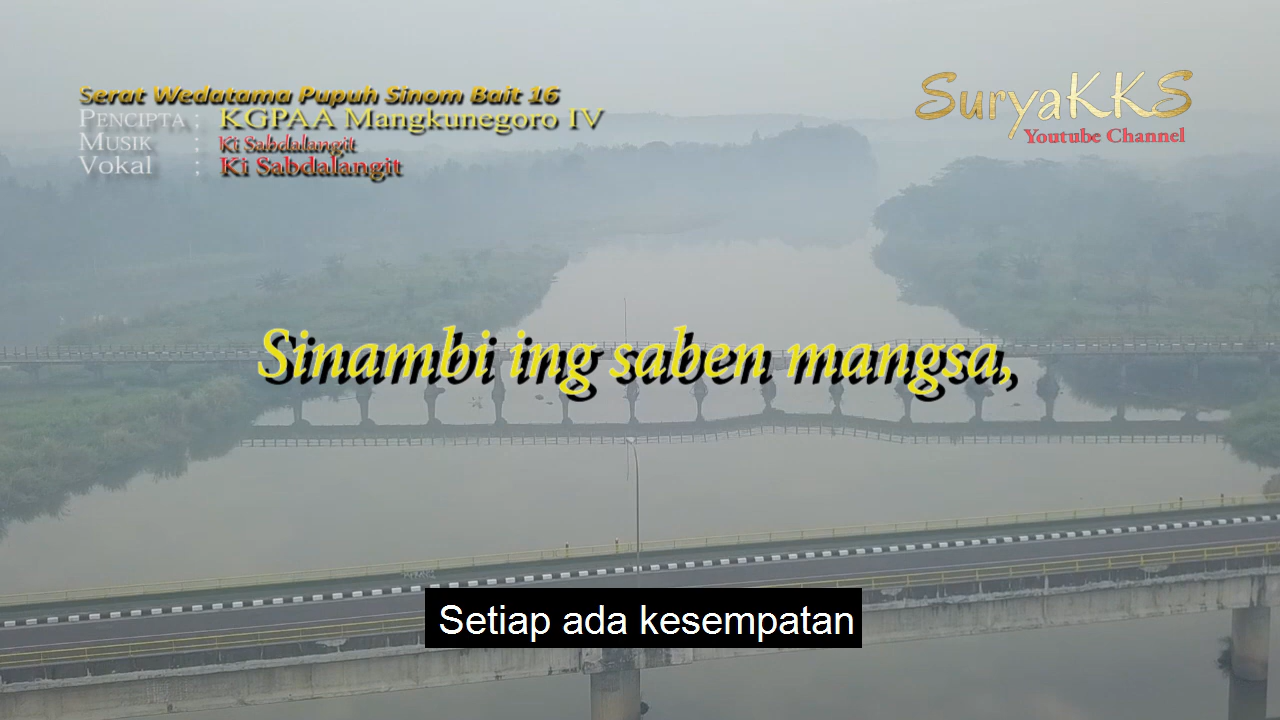 Serat Wedatama Pupuh Sinom Bait 16
PENCIPTA : KGPAA Mangkunegoro IV
MUSIK : Ki Sabdalangit
Vokal : Ki Sabdalangit
SuryaKKS
Youtube Channel
Sinambi ing saben mangsa,
Setiap ada kesempatan